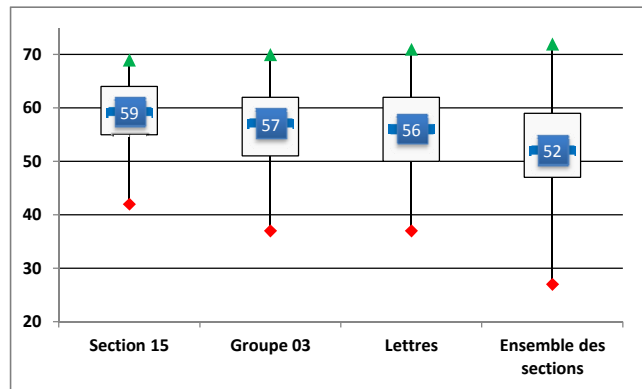 70
60
50
40
30
20
59
57
56
52
Section 15
Groupe 03
Lettres
Ensemble des
sections